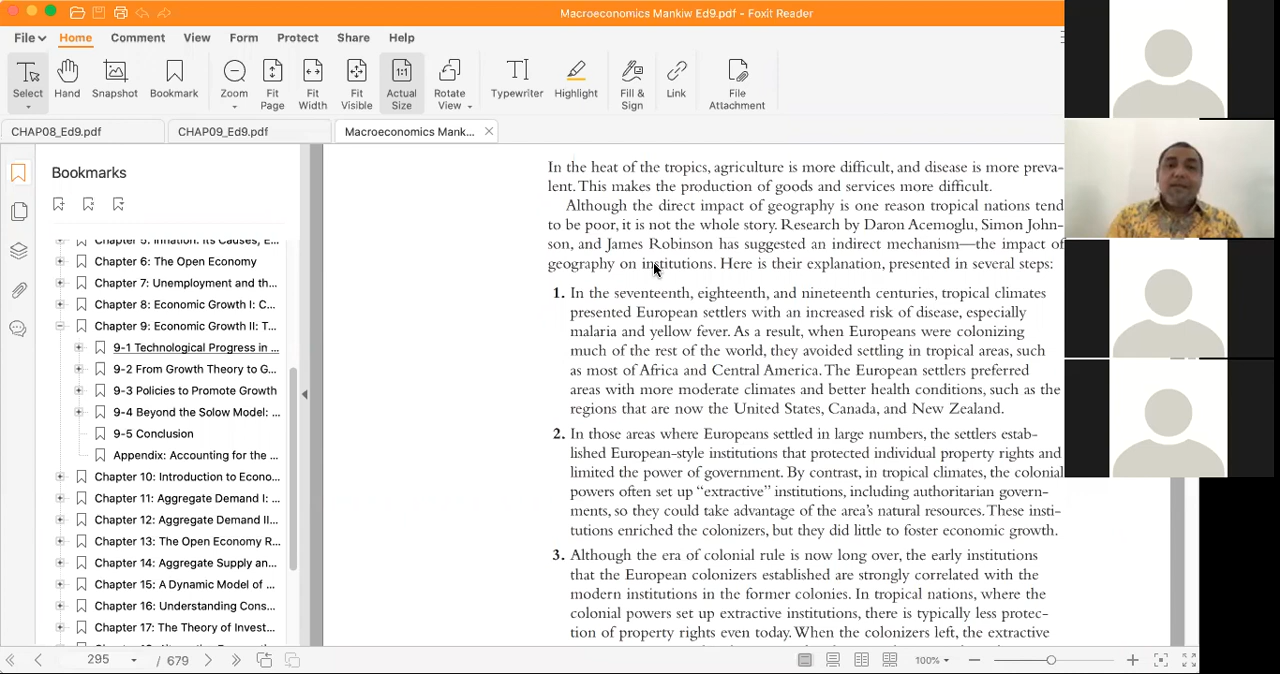 Macroeconomics Mankiw Ed9.pdf - Foxit Reader
File Home Comment View Form Protect Share Help
Select Hand Snapshot Bookmark Zoom Fit Page Fit Width Fit Visible Actual Size Rotate View Typewriter Highlight Fill & Sign Link File Attachment
CHAP08_Ed9.pdf CHAP09_Ed9.pdf Macroeconomics Mank...
Bookmarks
Chapter 5: Inflation: Its Causes, E...
Chapter 6: The Open Economy
Chapter 7: Unemployment and th...
Chapter 8: Economic Growth I: C...
Chapter 9: Economic Growth II: T...
9-1 Technological Progress in ...
9-2 From Growth Theory to G...
9-3 Policies to Promote Growth
9-4 Beyond the Solow Model: ...
9-5 Conclusion
Appendix: Accounting for the ...
Chapter 10: Introduction to Econo...
Chapter 11: Aggregate Demand I: ...
Chapter 12: Aggregate Demand II...
Chapter 13: The Open Economy R...
Chapter 14: Aggregate Supply an...
Chapter 15: A Dynamic Model of ...
Chapter 16: Understanding Cons...
Chapter 17: The Theory of Invest...
In the heat of the tropics, agriculture is more difficult, and disease is more preva-
lent. This makes the production of goods and services more difficult.
Although the direct impact of geography is one reason tropical nations tend
to be poor, it is not the whole story. Research by Daron Acemoglu, Simon John-
son, and James Robinson has suggested an indirect mechanism—the impact of
geography on institutions. Here is their explanation, presented in several steps:
1. In the seventeenth, eighteenth, and nineteenth centuries, tropical climates
presented European settlers with an increased risk of disease, especially
malaria and yellow fever. As a result, when Europeans were colonizing
much of the rest of the world, they avoided settling in tropical areas, such
as most of Africa and Central America. The European settlers preferred
areas with more moderate climates and better health conditions, such as the
regions that are now the United States, Canada, and New Zealand.
2. In those areas where Europeans settled in large numbers, the settlers estab-
lished European-style institutions that protected individual property rights and
limited the power of government. By contrast, in tropical climates, the colonial
powers often set up “extractive” institutions, including authoritarian govern-
ments, so they could take advantage of the area’s natural resources. These insti-
tutions enriched the colonizers, but they did little to foster economic growth.
3. Although the era of colonial rule is now long over, the early institutions
that the European colonizers established are strongly correlated with the
modern institutions in the former colonies. In tropical nations, where the
colonial powers set up extractive institutions, there is typically less protec-
tion of property rights even today. When the colonizers left, the extractive
295 / 679 100%